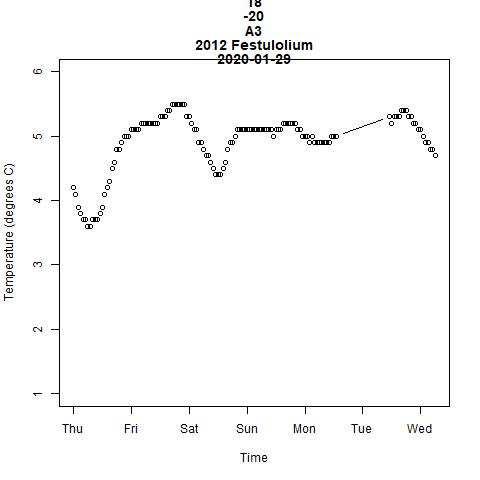 18
-20
A3
2012 Festulolium
2020-01-29
6
5
4
3
2
1
Temperature (degrees C)
Thu Fri Sat Sun Mon Tue Wed
Time